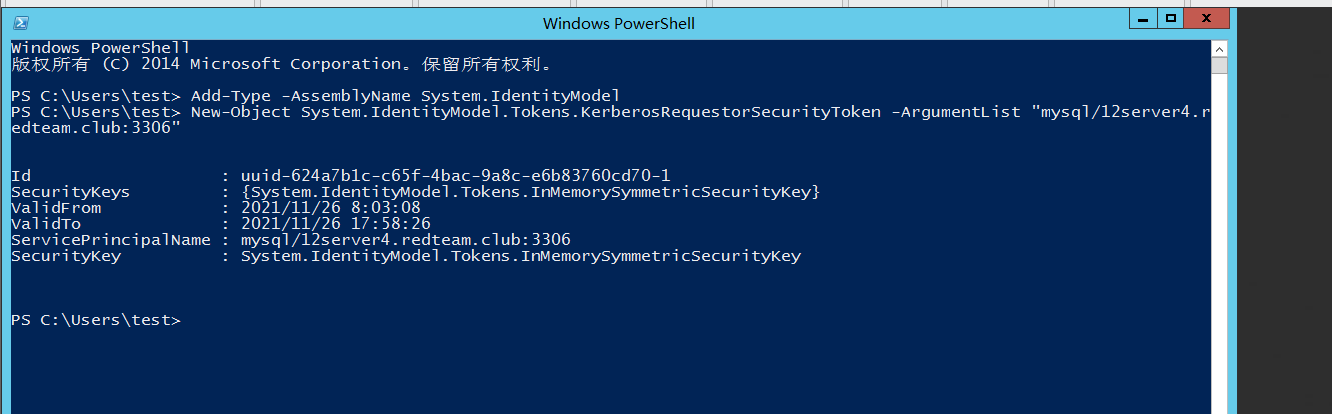 Windows PowerShell
Windows PowerShell
版权所有 (C) 2014 Microsoft Corporation。保留所有权利。
PS C:\Users\test> Add-Type -AssemblyName System.IdentityModel
PS C:\Users\test> New-Object System.IdentityModel.Tokens.KerberosRequestorSecurityToken -ArgumentList "mysql/12server4.r
edteam.club:3306"
Id                   : uuid-624a7b1c-c65f-4bac-9a8c-e6b83760cd70-1
SecurityKeys         : {System.IdentityModel.Tokens.InMemorySymmetricSecurityKey}
ValidFrom            : 2021/11/26 8:03:08
ValidTo              : 2021/11/26 17:58:26
ServicePrincipalName : mysql/12server4.redteam.club:3306
SecurityKey          : System.IdentityModel.Tokens.InMemorySymmetricSecurityKey
PS C:\Users\test>